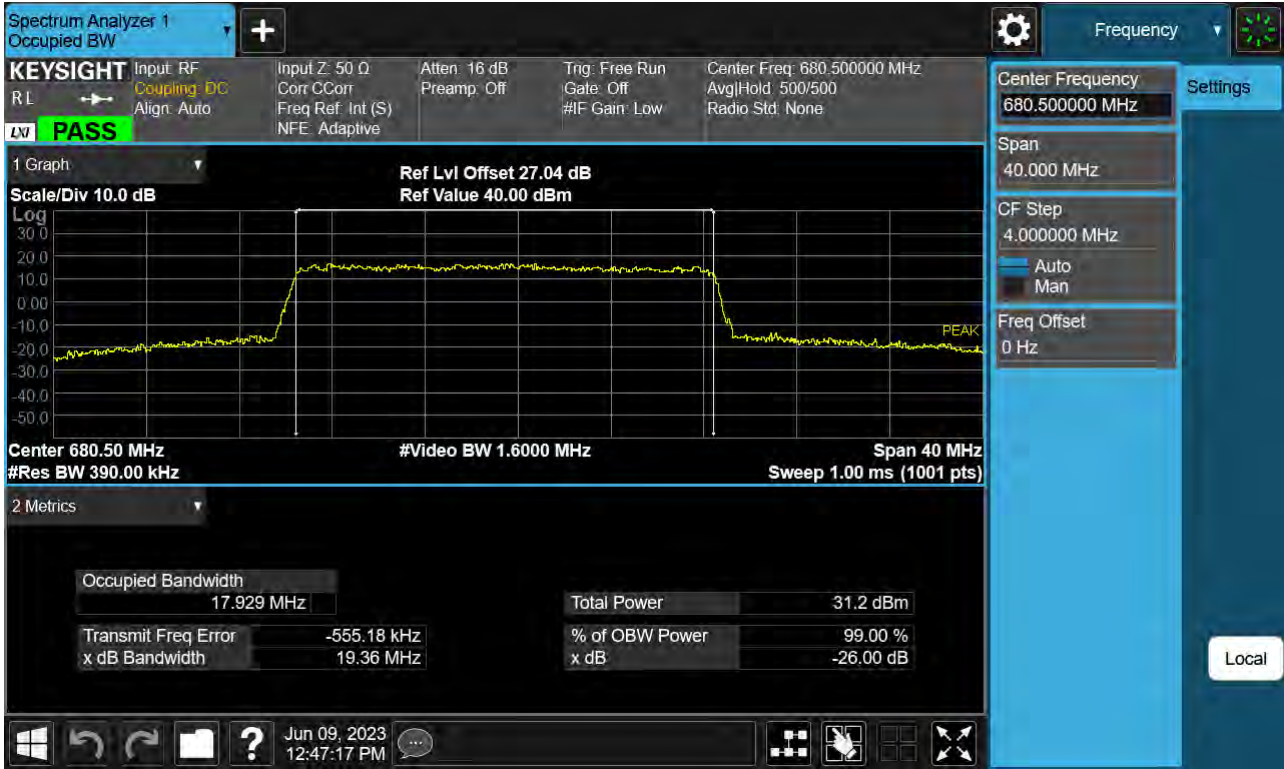 Spectrum Analyzer 1
Occupied BW
Frequency
KEYSIGHT
R L
LXI
PASS
Input: RF
Coupling: DC
Align: Auto
Input Z: 50 Ω
Corr CCorr
Freq Ref: Int (S)
NFE: Adaptive
Atten: 16 dB
Preamp: Off
Trig: Free Run
Gate: Off
#IF Gain: Low
Center Freq: 680.500000 MHz
Avg|Hold: 500/500
Radio Std: None
Center Frequency
680.500000 MHz
Settings
Span
40.000 MHz
CF Step
4.000000 MHz
Auto
Man
Freq Offset
0 Hz
1 Graph
Scale/Div 10.0 dB
Ref Lvl Offset 27.04 dB
Ref Value 40.00 dBm
Log
30.0
20.0
10.0
0.00
-10.0
-20.0
-30.0
-40.0
-50.0
PEAK
Center 680.50 MHz
#Video BW 1.6000 MHz
Span 40 MHz
#Res BW 390.00 kHz
Sweep 1.00 ms (1001 pts)
2 Metrics
Occupied Bandwidth
17.929 MHz
Total Power 31.2 dBm
Transmit Freq Error -555.18 kHz
% of OBW Power 99.00 %
x dB Bandwidth 19.36 MHz
x dB -26.00 dB
Local
?
Jun 09, 2023
12:47:17 PM